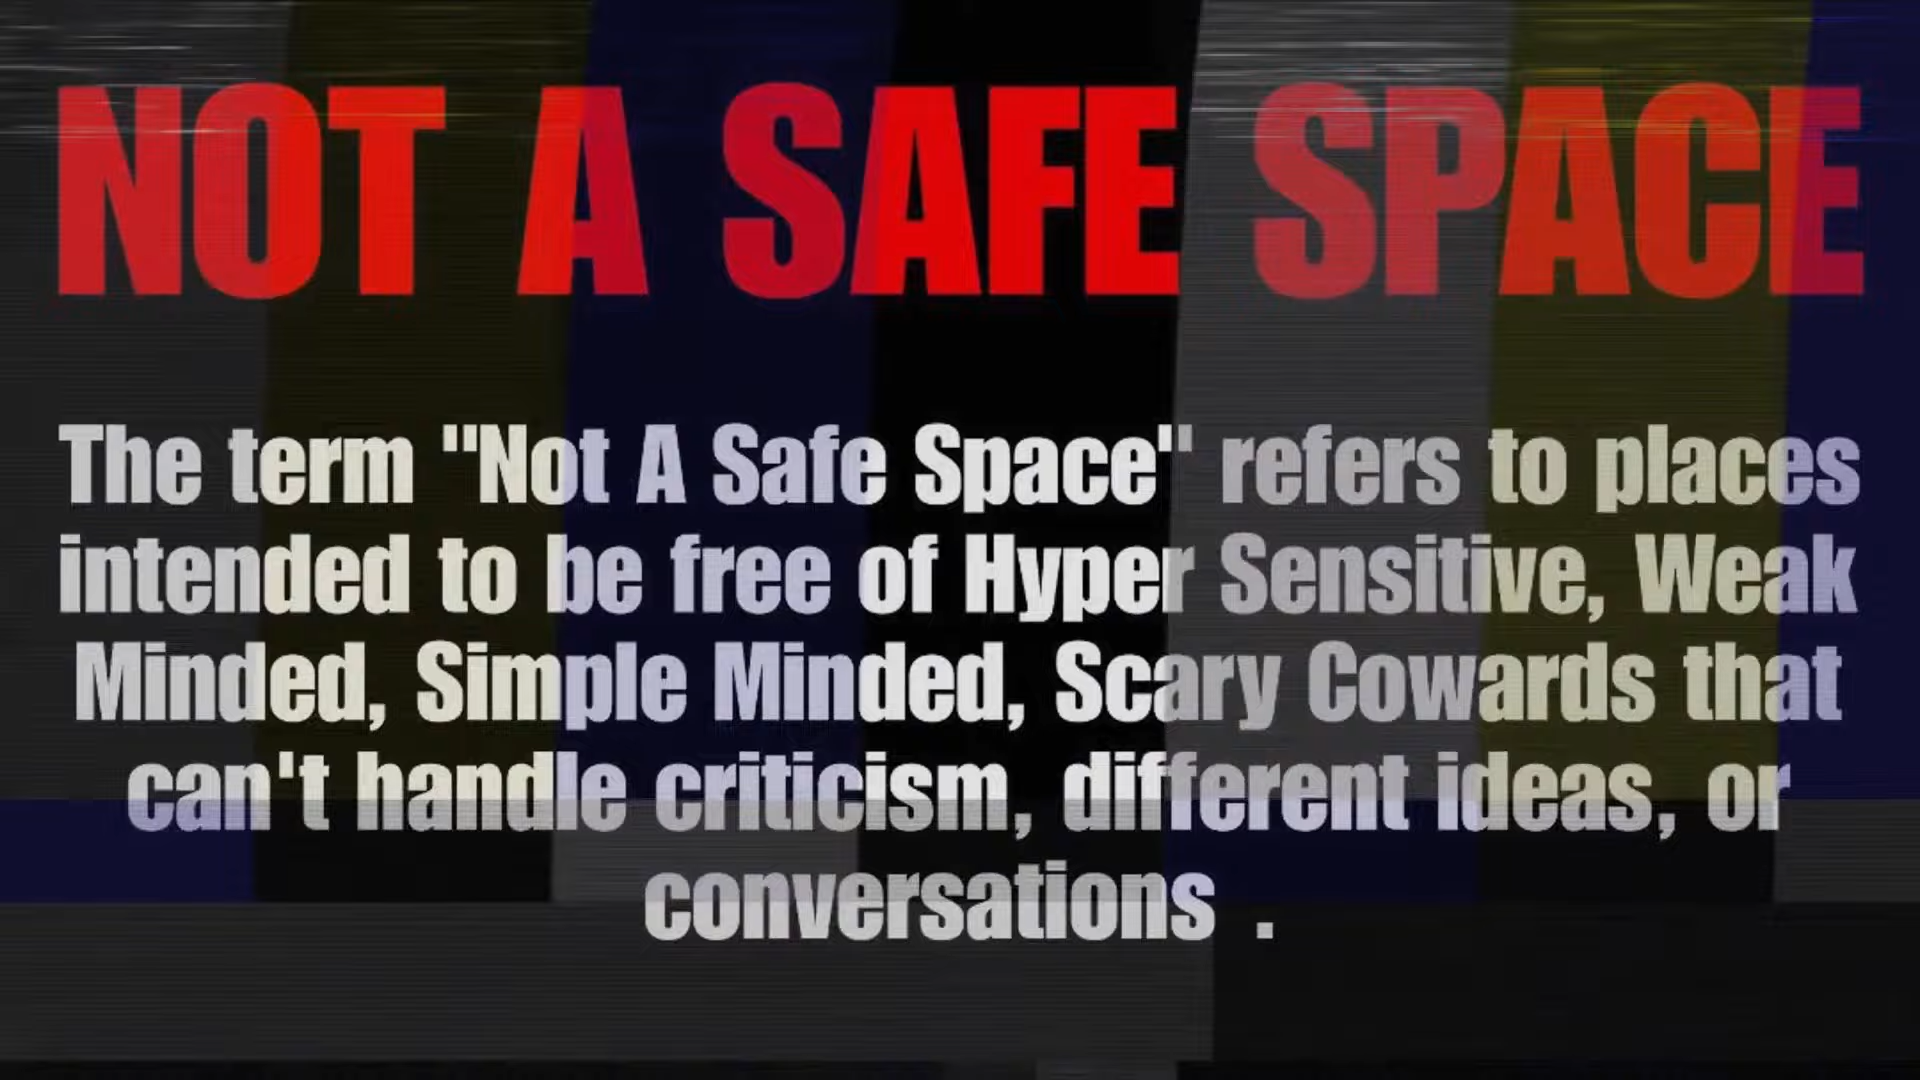 NOT A SAFE SPACE
The term "Not A Safe Space" refers to places
intended to be free of Hyper Sensitive, Weak
Minded, Simple Minded, Scary Cowards that
can't handle criticism, different ideas, or
conversations .